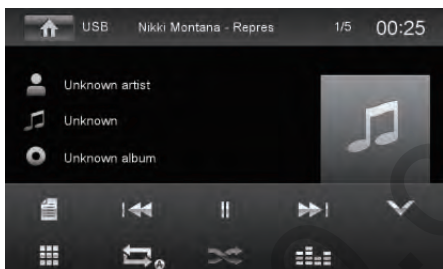 USB Nikki Montana - Repres 1/5 00:25
Unknown artist
Unknown
Unknown album